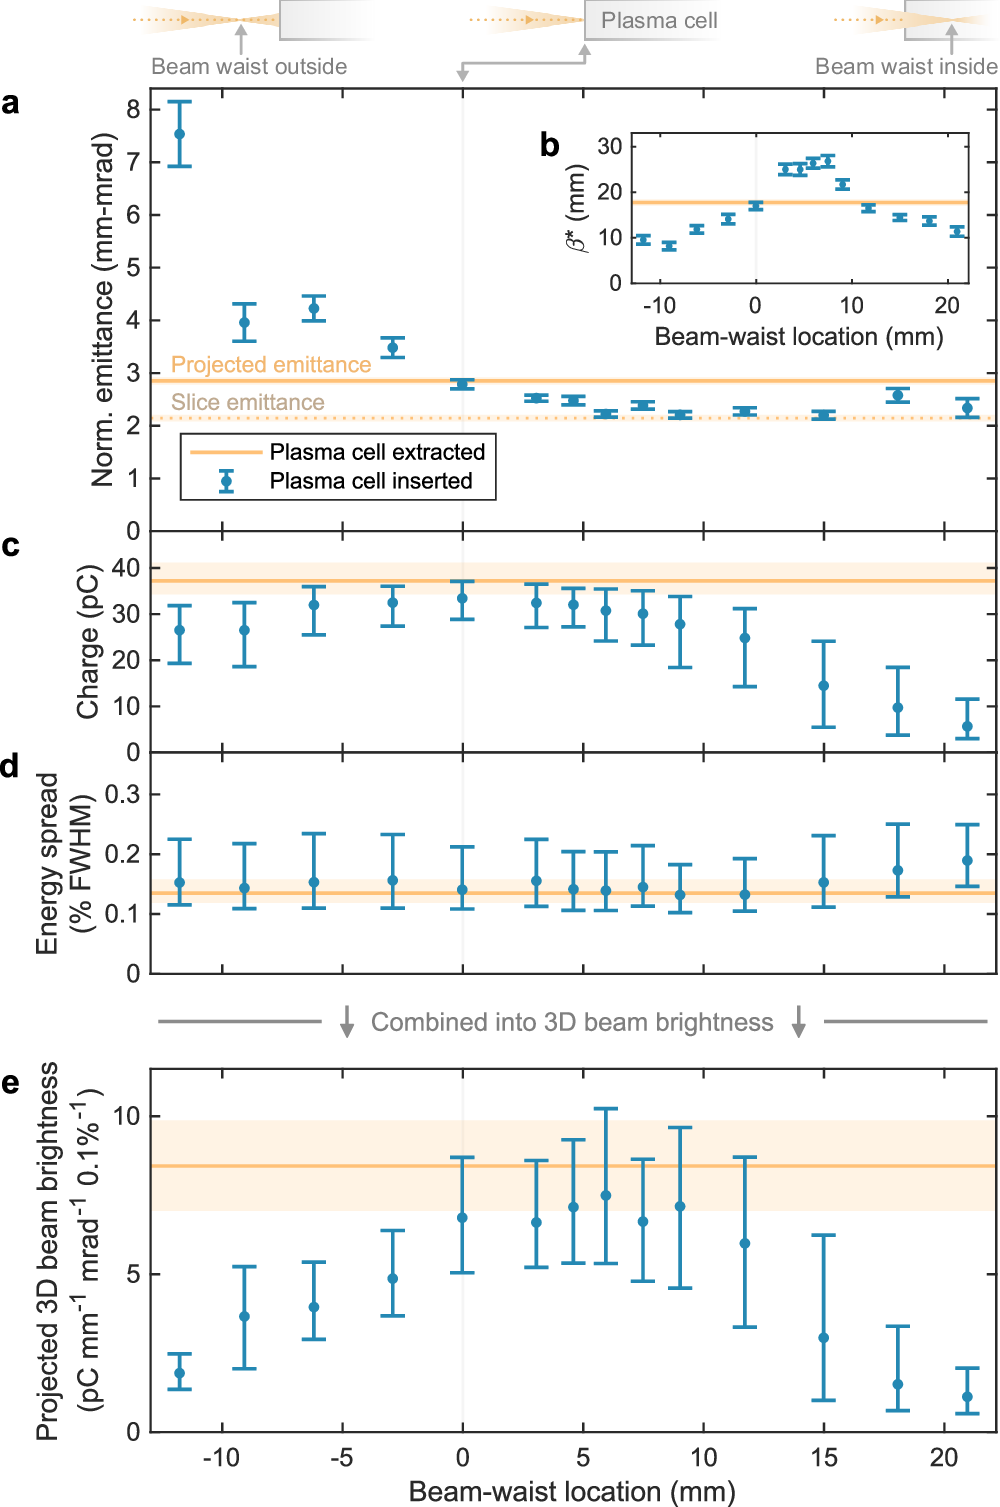 Plasma cell
Beam waist outside
Beam waist inside
a
Norm. emittance (mm-mrad)
8
7
6
5
4
3
2
1
0
Projected emittance
Slice emittance
Plasma cell extracted
Plasma cell inserted
b
β* (mm)
30
20
10
0
-10 0 10 20
Beam-waist location (mm)
c
Charge (pC)
40
30
20
10
0
d
Energy spread
(% FWHM)
0.3
0.2
0.1
0
Combined into 3D beam brightness
e
Projected 3D beam brightness
(pC mm⁻¹ mrad⁻¹ 0.1%⁻¹)
10
5
0
-10 -5 0 5 10 15 20
Beam-waist location (mm)